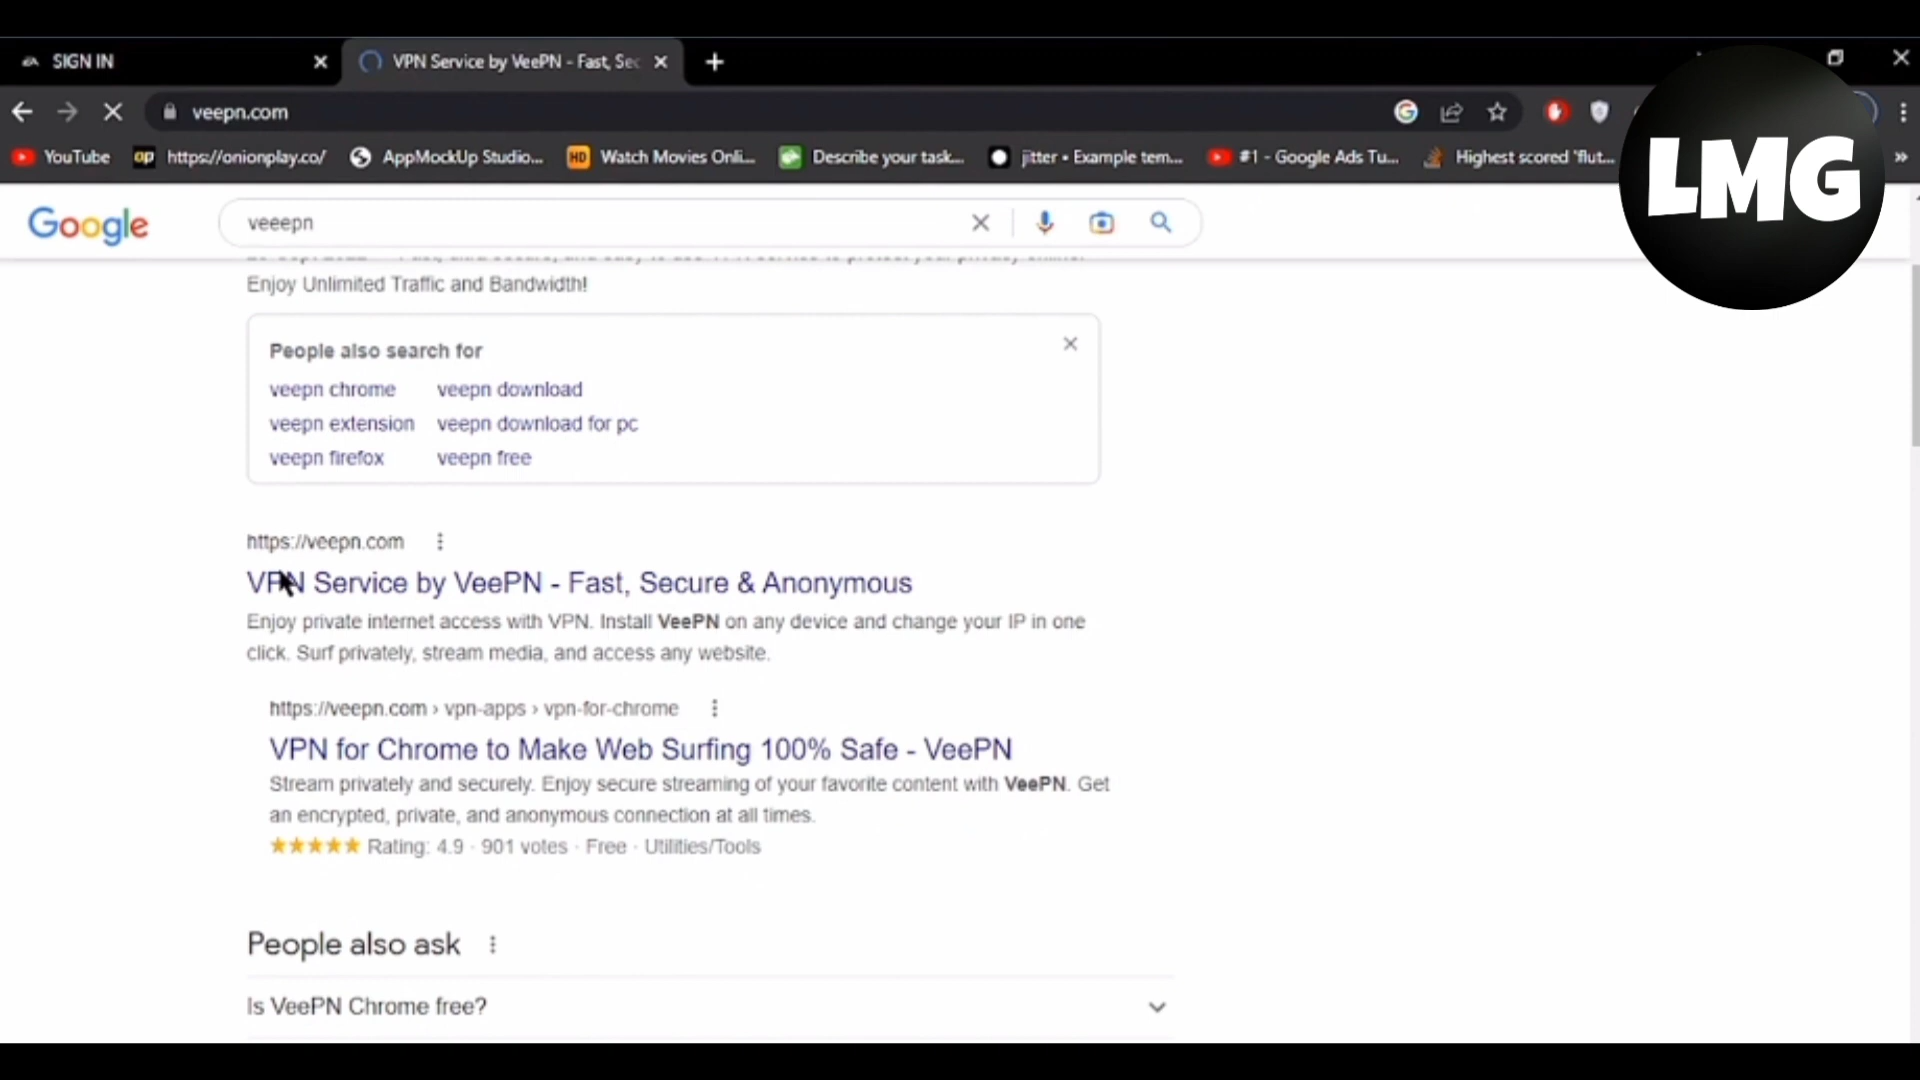 SIGN IN
VPN Service by VeePN - Fast, Sec
veepn.com
YouTube
op
https://onionplay.co/
AppMockUp Studio...
HD
Watch Movies Onli...
Describe your task...
jitter • Example tem...
#1 - Google Ads Tu...
Highest scored 'flut...
»
LMG
Google
veeepn
Enjoy Unlimited Traffic and Bandwidth!
People also search for
veepn chrome
veepn download
veepn extension
veepn download for pc
veepn firefox
veepn free
https://veepn.com
VPN Service by VeePN - Fast, Secure & Anonymous
Enjoy private internet access with VPN. Install VeePN on any device and change your IP in one
click. Surf privately, stream media, and access any website.
https://veepn.com › vpn-apps › vpn-for-chrome
VPN for Chrome to Make Web Surfing 100% Safe - VeePN
Stream privately and securely. Enjoy secure streaming of your favorite content with VeePN. Get
an encrypted, private, and anonymous connection at all times.
Rating: 4.9 · 901 votes · Free · Utilities/Tools
People also ask
Is VeePN Chrome free?